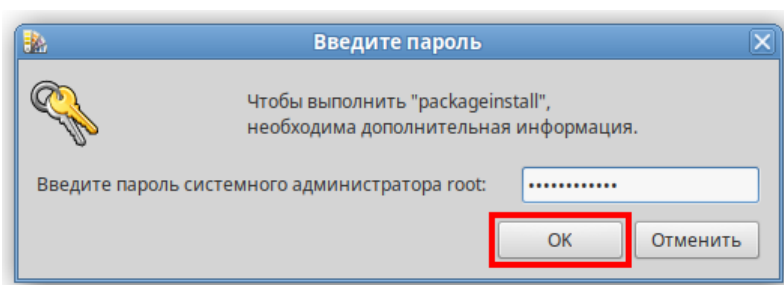 Введите пароль
Чтобы выполнить "packageinstall",
необходима дополнительная информация.
Введите пароль системного администратора root: ••••••••••••
OK Отменить